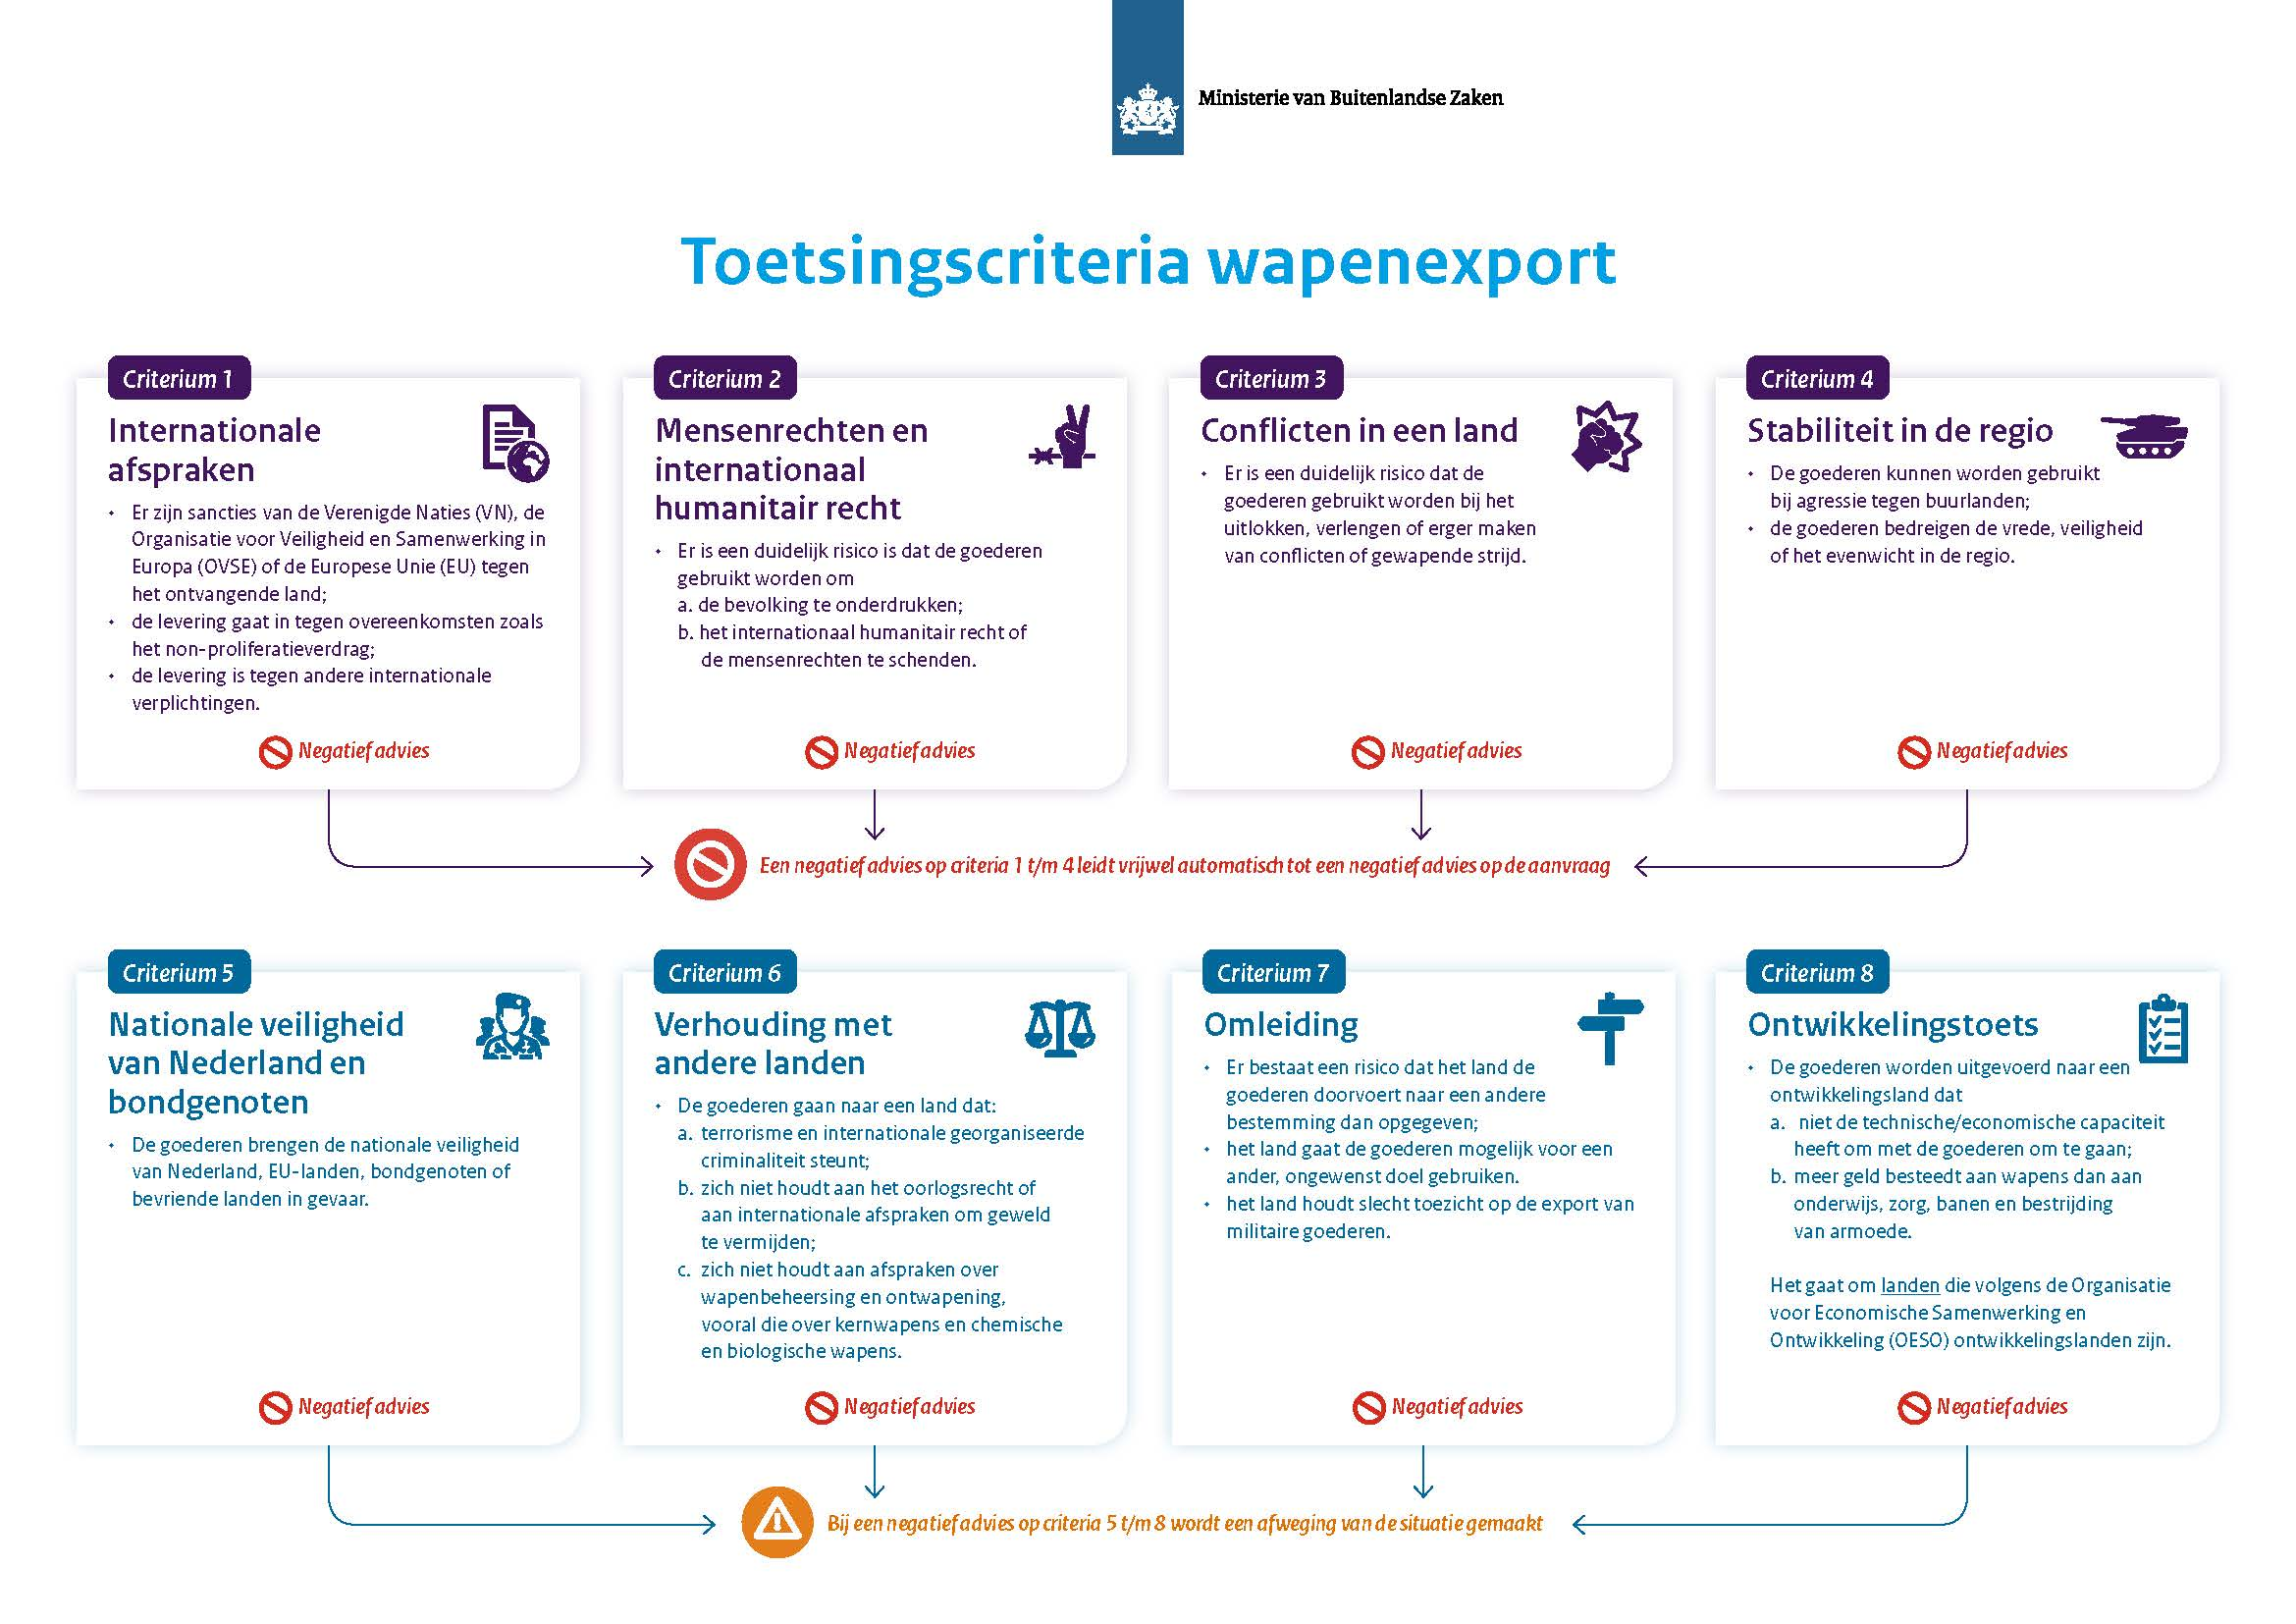 Ministerie van Buitenlandse Zaken
Toetsingscriteria wapenexport
Criterium 1
Internationale
afspraken
• Er zijn sancties van de Verenigde Naties (VN), de
Organisatie voor Veiligheid en Samenwerking in
Europa (OVSE) of de Europese Unie (EU) tegen
het ontvangende land;
• de levering gaat in tegen overeenkomsten zoals
het non-proliferatieverdrag;
• de levering is tegen andere internationale
verplichtingen.
Negatief advies
Criterium 2
Mensenrechten en
internationaal
humanitair recht
• Er is een duidelijk risico is dat de goederen
gebruikt worden om
a. de bevolking te onderdrukken;
b. het internationaal humanitair recht of
de mensenrechten te schenden.
Negatief advies
Criterium 3
Conflicten in een land
• Er is een duidelijk risico dat de
goederen gebruikt worden bij het
uitlokken, verlengen of erger maken
van conflicten of gewapende strijd.
Negatief advies
Criterium 4
Stabiliteit in de regio
• De goederen kunnen worden gebruikt
bij agressie tegen buurlanden;
• de goederen bedreigen de vrede, veiligheid
of het evenwicht in de regio.
Negatief advies
Een negatief advies op criteria 1 t/m 4 leidt vrijwel automatisch tot een negatief advies op de aanvraag
Criterium 5
Nationale veiligheid
van Nederland en
bondgenoten
• De goederen brengen de nationale veiligheid
van Nederland, EU-landen, bondgenoten of
bevriende landen in gevaar.
Negatief advies
Criterium 6
Verhouding met
andere landen
• De goederen gaan naar een land dat:
a. terrorisme en internationale georganiseerde
criminaliteit steunt;
b. zich niet houdt aan het oorlogsrecht of
aan internationale afspraken om geweld
te vermijden;
c. zich niet houdt aan afspraken over
wapenbeheersing en ontwapening,
vooral die over kernwapens en chemische
en biologische wapens.
Negatief advies
Criterium 7
Omleiding
• Er bestaat een risico dat het land de
goederen doorvoert naar een andere
bestemming dan opgegeven;
• het land gaat de goederen mogelijk voor een
ander, ongewenst doel gebruiken.
• het land houdt slecht toezicht op de export van
militaire goederen.
Negatief advies
Criterium 8
Ontwikkelingstoets
• De goederen worden uitgevoerd naar een
ontwikkelingsland dat
a. niet de technische/economische capaciteit
heeft om met de goederen om te gaan;
b. meer geld besteedt aan wapens dan aan
onderwijs, zorg, banen en bestrijding
van armoede.
Het gaat om landen die volgens de Organisatie
voor Economische Samenwerking en
Ontwikkeling (OESO) ontwikkelingslanden zijn.
Negatief advies
Bij een negatief advies op criteria 5 t/m 8 wordt een afweging van de situatie gemaakt